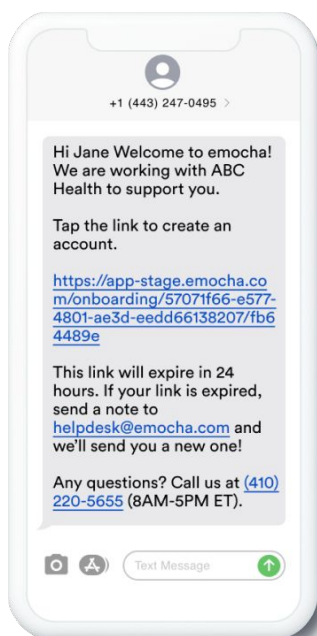 +1 (443) 247-0495 >
Hi Jane Welcome to emocha!
We are working with ABC
Health to support you.
Tap the link to create an
account.
https://app-stage.emocha.co
m/onboarding/57071f66-e577-
4801-ae3d-eedd66138207/fb6
4489e
This link will expire in 24
hours. If your link is expired,
send a note to
helpdesk@emocha.com and
we'll send you a new one!
Any questions? Call us at (410)
220-5655 (8AM-5PM ET).
Text Message